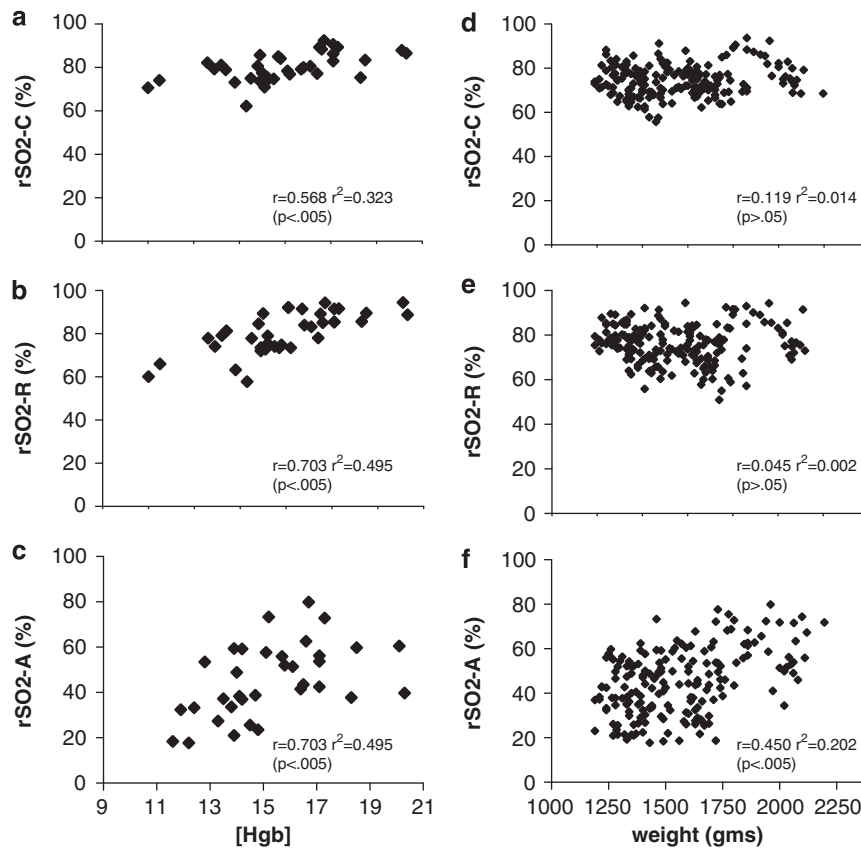 a
100
80
60
40
20
0
rSO2-C (%)
r=0.568 r²=0.323
(p<.005)
b
100
80
60
40
20
0
rSO2-R (%)
r=0.703 r²=0.495
(p<.005)
c
100
80
60
40
20
0
rSO2-A (%)
r=0.703 r²=0.495
(p<.005)
9 11 13 15 17 19 21
[Hgb]
d
100
80
60
40
20
0
rSO2-C (%)
r=0.119 r²=0.014
(p>.05)
e
100
80
60
40
20
0
rSO2-R (%)
r=0.045 r²=0.002
(p>.05)
f
100
80
60
40
20
0
rSO2-A (%)
r=0.450 r²=0.202
(p<.005)
1000 1250 1500 1750 2000 2250
weight (gms)